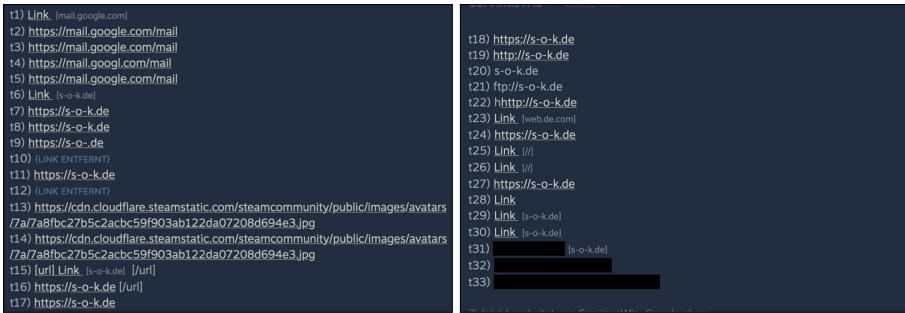 t1) Link [mail.google.com]
t2) https://mail.google.com/mail
t3) https://mail.google.com/mail
t4) https://mail.googl.com/mail
t5) https://mail.google.com/mail
t6) Link [s-o-k.de]
t7) https://s-o-k.de
t8) https://s-o-k.de
t9) https://s-o-.de
t10) {LINK ENTFERNT}
t11) https://s-o-k.de
t12) {LINK ENTFERNT}
t13) https://cdn.cloudflare.steamstatic.com/steamcommunity/public/images/avatars
/7a/7a8fbc27b5c2acbc59f903ab122da07208d694e3.jpg
t14) https://cdn.cloudflare.steamstatic.com/steamcommunity/public/images/avatars
/7a/7a8fbc27b5c2acbc59f903ab122da07208d694e3.jpg
t15) [url] Link [s-o-k.de] [/url]
t16) https://s-o-k.de [/url]
t17) https://s-o-k.de
t18) https://s-o-k.de
t19) http://s-o-k.de
t20) s-o-k.de
t21) ftp://s-o-k.de
t22) hhttp://s-o-k.de
t23) Link [web.de.com]
t24) https://s-o-k.de
t25) Link [//]
t26) Link [//]
t27) https://s-o-k.de
t28) Link
t29) Link [s-o-k.de]
t30) Link [s-o-k.de]
t31) [s-o-k.de]
t32)
t33)